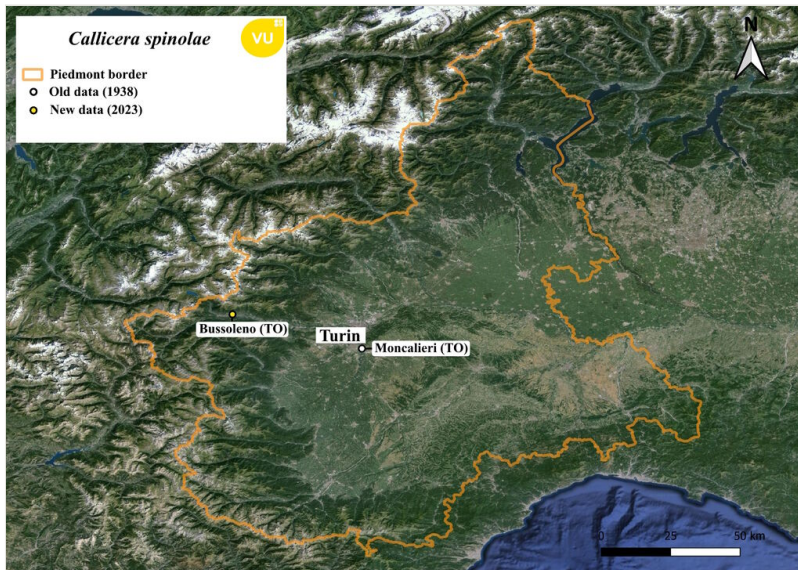 Callicera spinolae
VU
Piedmont border
Old data (1938)
New data (2023)
N
Bussoleno (TO)
Turin
Moncalieri (TO)
0 25 50 km